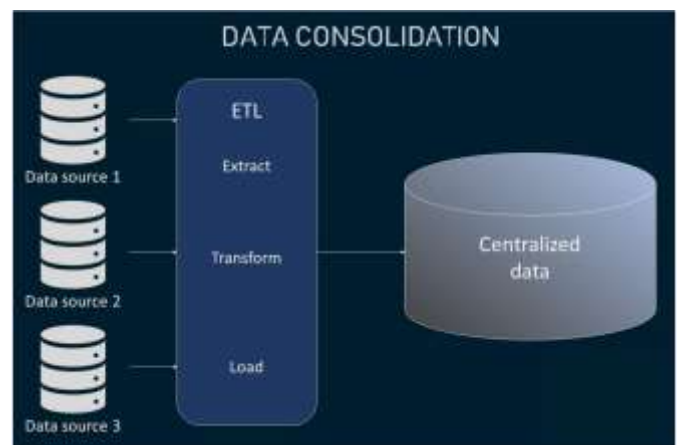 DATA CONSOLIDATION
Data source 1
Data source 2
Data source 3
ETL
Extract
Transform
Load
Centralized
data